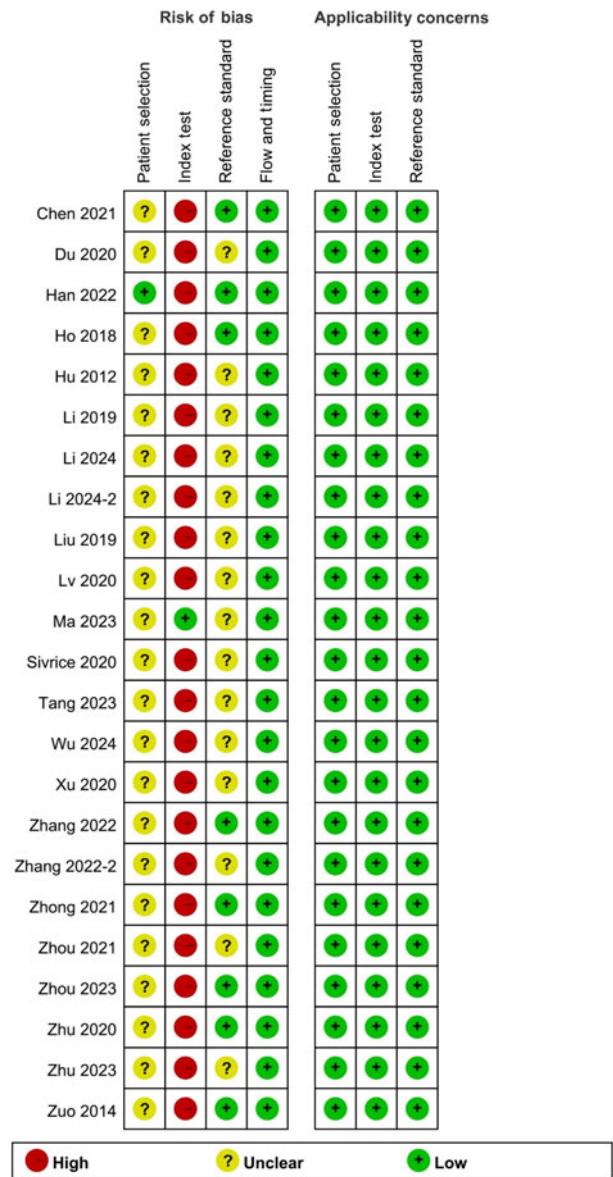 Risk of bias Applicability concerns
Patient selection Index test Reference standard Flow and timing Patient selection Index test Reference standard
Chen 2021 ? - + + + + +
Du 2020 ? - ? + + + +
Han 2022 + - + + + + +
Ho 2018 ? - + + + + +
Hu 2012 ? - ? + + + +
Li 2019 ? - ? + + + +
Li 2024 ? - ? + + + +
Li 2024-2 ? - ? + + + +
Liu 2019 ? - ? + + + +
Lv 2020 ? - ? + + + +
Ma 2023 ? + ? + + + +
Sivrice 2020 ? - ? + + + +
Tang 2023 ? - ? + + + +
Wu 2024 ? - ? + + + +
Xu 2020 ? - ? + + + +
Zhang 2022 ? - + + + + +
Zhang 2022-2 ? - ? + + + +
Zhong 2021 ? - + + + + +
Zhou 2021 ? - ? + + + +
Zhou 2023 ? - + + + + +
Zhu 2020 ? - + + + + +
Zhu 2023 ? - ? + + + +
Zuo 2014 ? - + + + + +
- High ? Unclear + Low